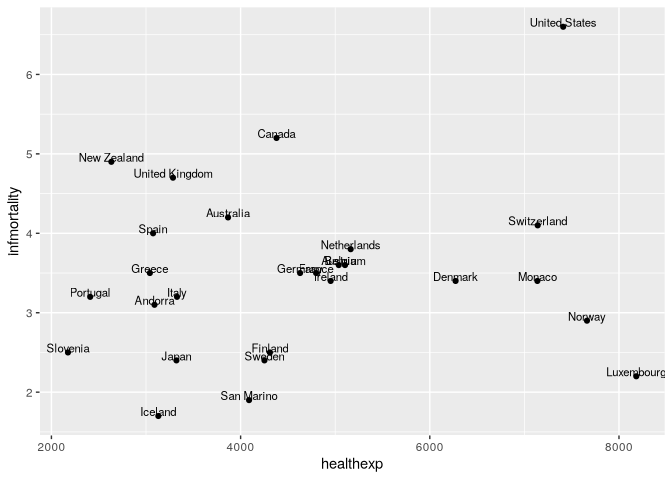 United States
6
Canada
5
New Zealand
United Kingdom
Australia
Switzerland
4
Spain
Netherlands
Austria
Belgium
Greece
Germany
France
Ireland
Denmark
Monaco
Portugal
Italy
Andorra
3
Norway
Slovenia
Finland
Japan
Sweden
Luxembourg
2
San Marino
Iceland
infmortality
2000 4000 6000 8000
healthexp